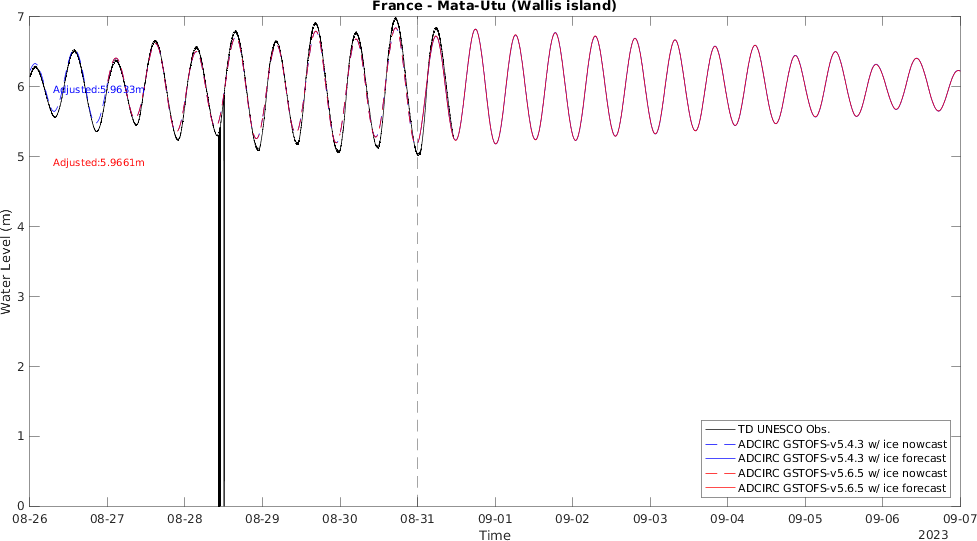 France - Mata-Utu (Wallis island)
7
6
5
4
3
2
1
0
Water Level (m)
Adjusted:5.9633m
Adjusted:5.9661m
TD UNESCO Obs.
ADCIRC GSTOFS-v5.4.3 w/ ice nowcast
ADCIRC GSTOFS-v5.4.3 w/ ice forecast
ADCIRC GSTOFS-v5.6.5 w/ ice nowcast
ADCIRC GSTOFS-v5.6.5 w/ ice forecast
08-26 08-27 08-28 08-29 08-30 08-31 09-01 09-02 09-03 09-04 09-05 09-06 09-07
Time
2023